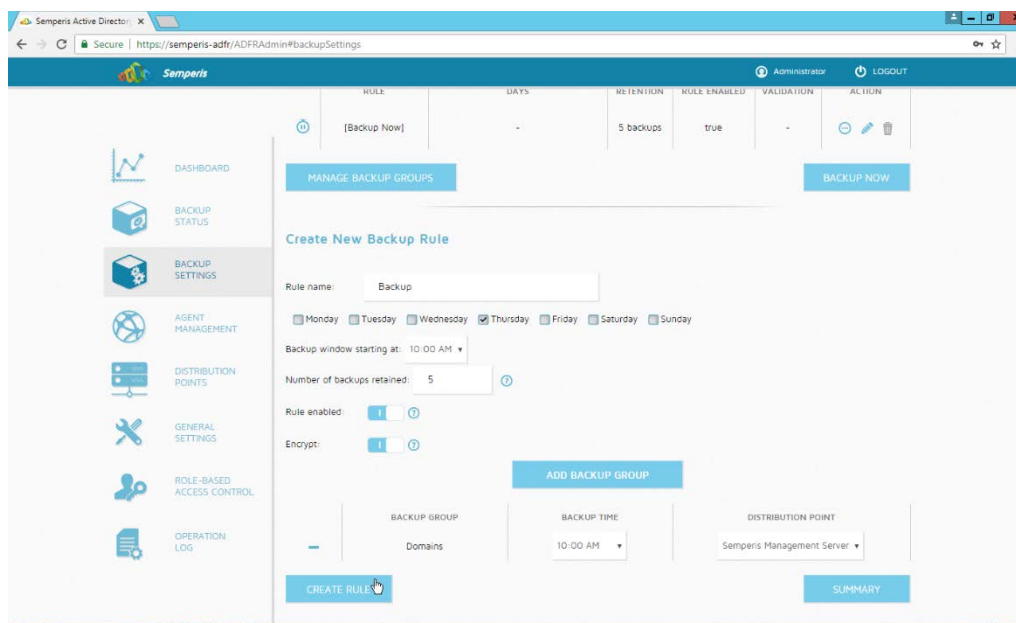 Semperis Active Director
Secure | https://semperis-adfr/ADFRAdmin#backupSettings
Semperis
Administrator
LOGOUT
RULE DAYS RETENTION RULE ENABLED VALIDATION ACTION
[Backup Now] - 5 backups true -
MANAGE BACKUP GROUPS
BACKUP NOW
DASHBOARD
BACKUP
STATUS
BACKUP
SETTINGS
AGENT
MANAGEMENT
DISTRIBUTION
POINTS
GENERAL
SETTINGS
ROLE-BASED
ACCESS CONTROL
OPERATION
LOG
Create New Backup Rule
Rule name: Backup
Monday Tuesday Wednesday Thursday Friday Saturday Sunday
Backup window starting at: 10:00 AM
Number of backups retained: 5
Rule enabled:
Encrypt:
ADD BACKUP GROUP
BACKUP GROUP BACKUP TIME DISTRIBUTION POINT
Domains 10:00 AM Semperis Management Server
CREATE RULE
SUMMARY